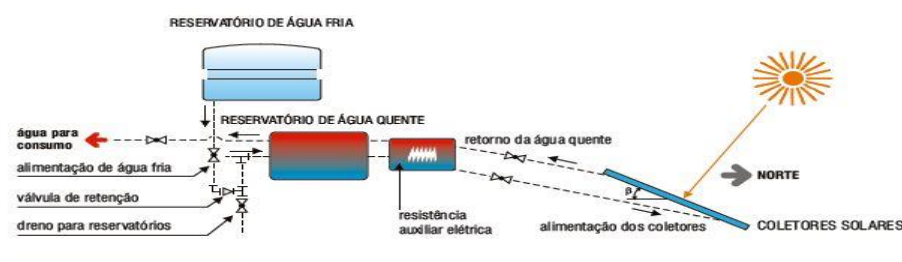 RESERVATÓRIO DE ÁGUA FRIA
RESERVATÓRIO DE ÁGUA QUENTE
água para
consumo
retorno da água quente
alimentação de água fria
NORTE
β
válvula de retenção
resistência
auxiliar elétrica
dreno para reservatórios
alimentação dos coletores
COLETORES SOLARES